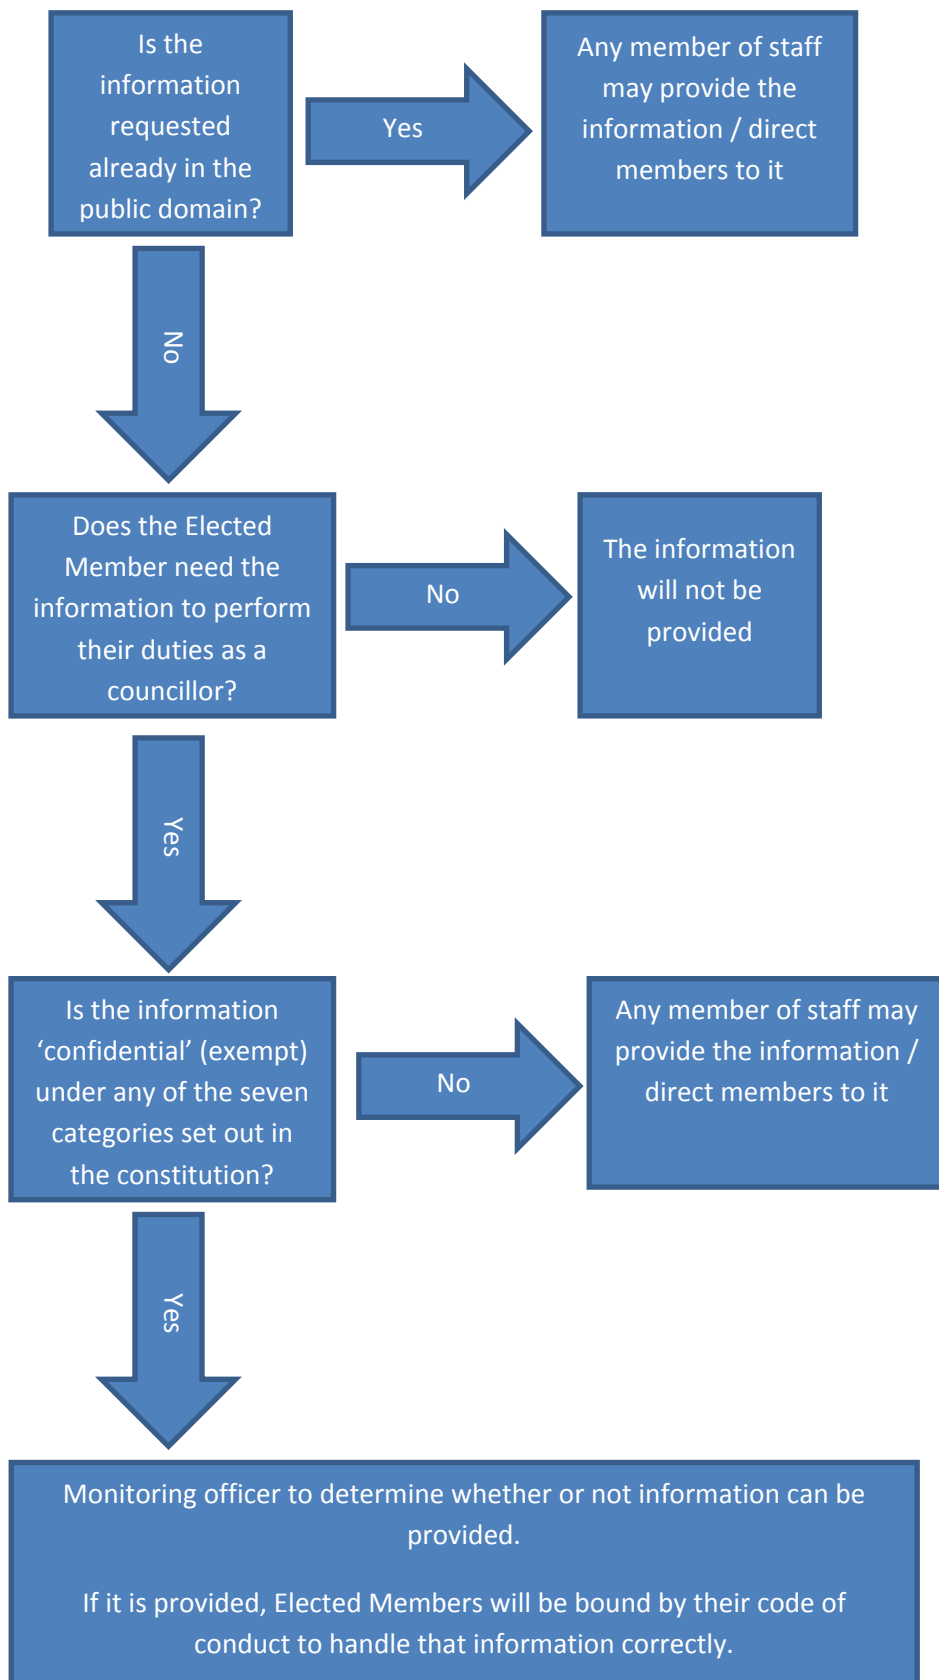 Is the
information
requested
already in the
public domain?
Yes
Any member of staff
may provide the
information / direct
members to it
No
Does the Elected
Member need the
information to perform
their duties as a
councillor?
No
The information
will not be
provided
Yes
Is the information
‘confidential’ (exempt)
under any of the seven
categories set out in
the constitution?
No
Any member of staff may
provide the information /
direct members to it
Yes
Monitoring officer to determine whether or not information can be
provided.
If it is provided, Elected Members will be bound by their code of
conduct to handle that information correctly.